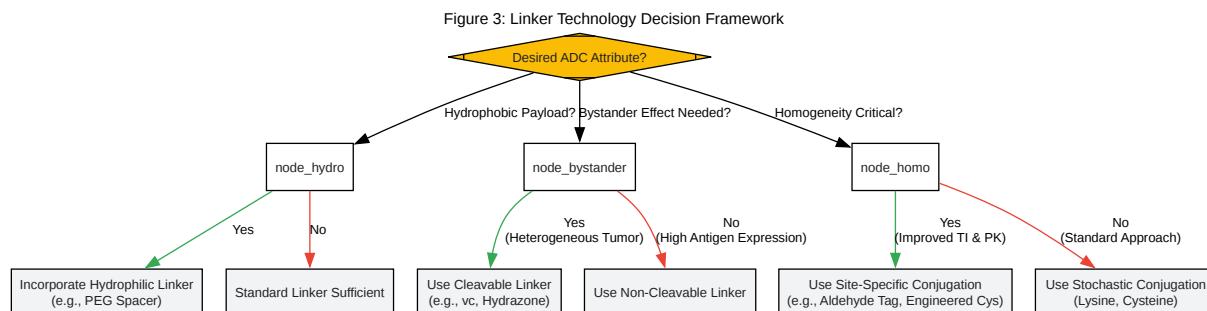 Figure 3: Linker Technology Decision Framework
Desired ADC Attribute?
Hydrophobic Payload?
Bystander Effect Needed?
Homogeneity Critical?
node_hydro
node_bystander
node_homo
Yes
No
Yes
(Heterogeneous Tumor)
No
(High Antigen Expression)
Yes
(Improved TI & PK)
No
(Standard Approach)
Incorporate Hydrophilic Linker
(e.g., PEG Spacer)
Standard Linker Sufficient
Use Cleavable Linker
(e.g., vc, Hydrazone)
Use Non-Cleavable Linker
Use Site-Specific Conjugation
(e.g., Aldehyde Tag, Engineered Cys)
Use Stochastic Conjugation
(Lysine, Cysteine)